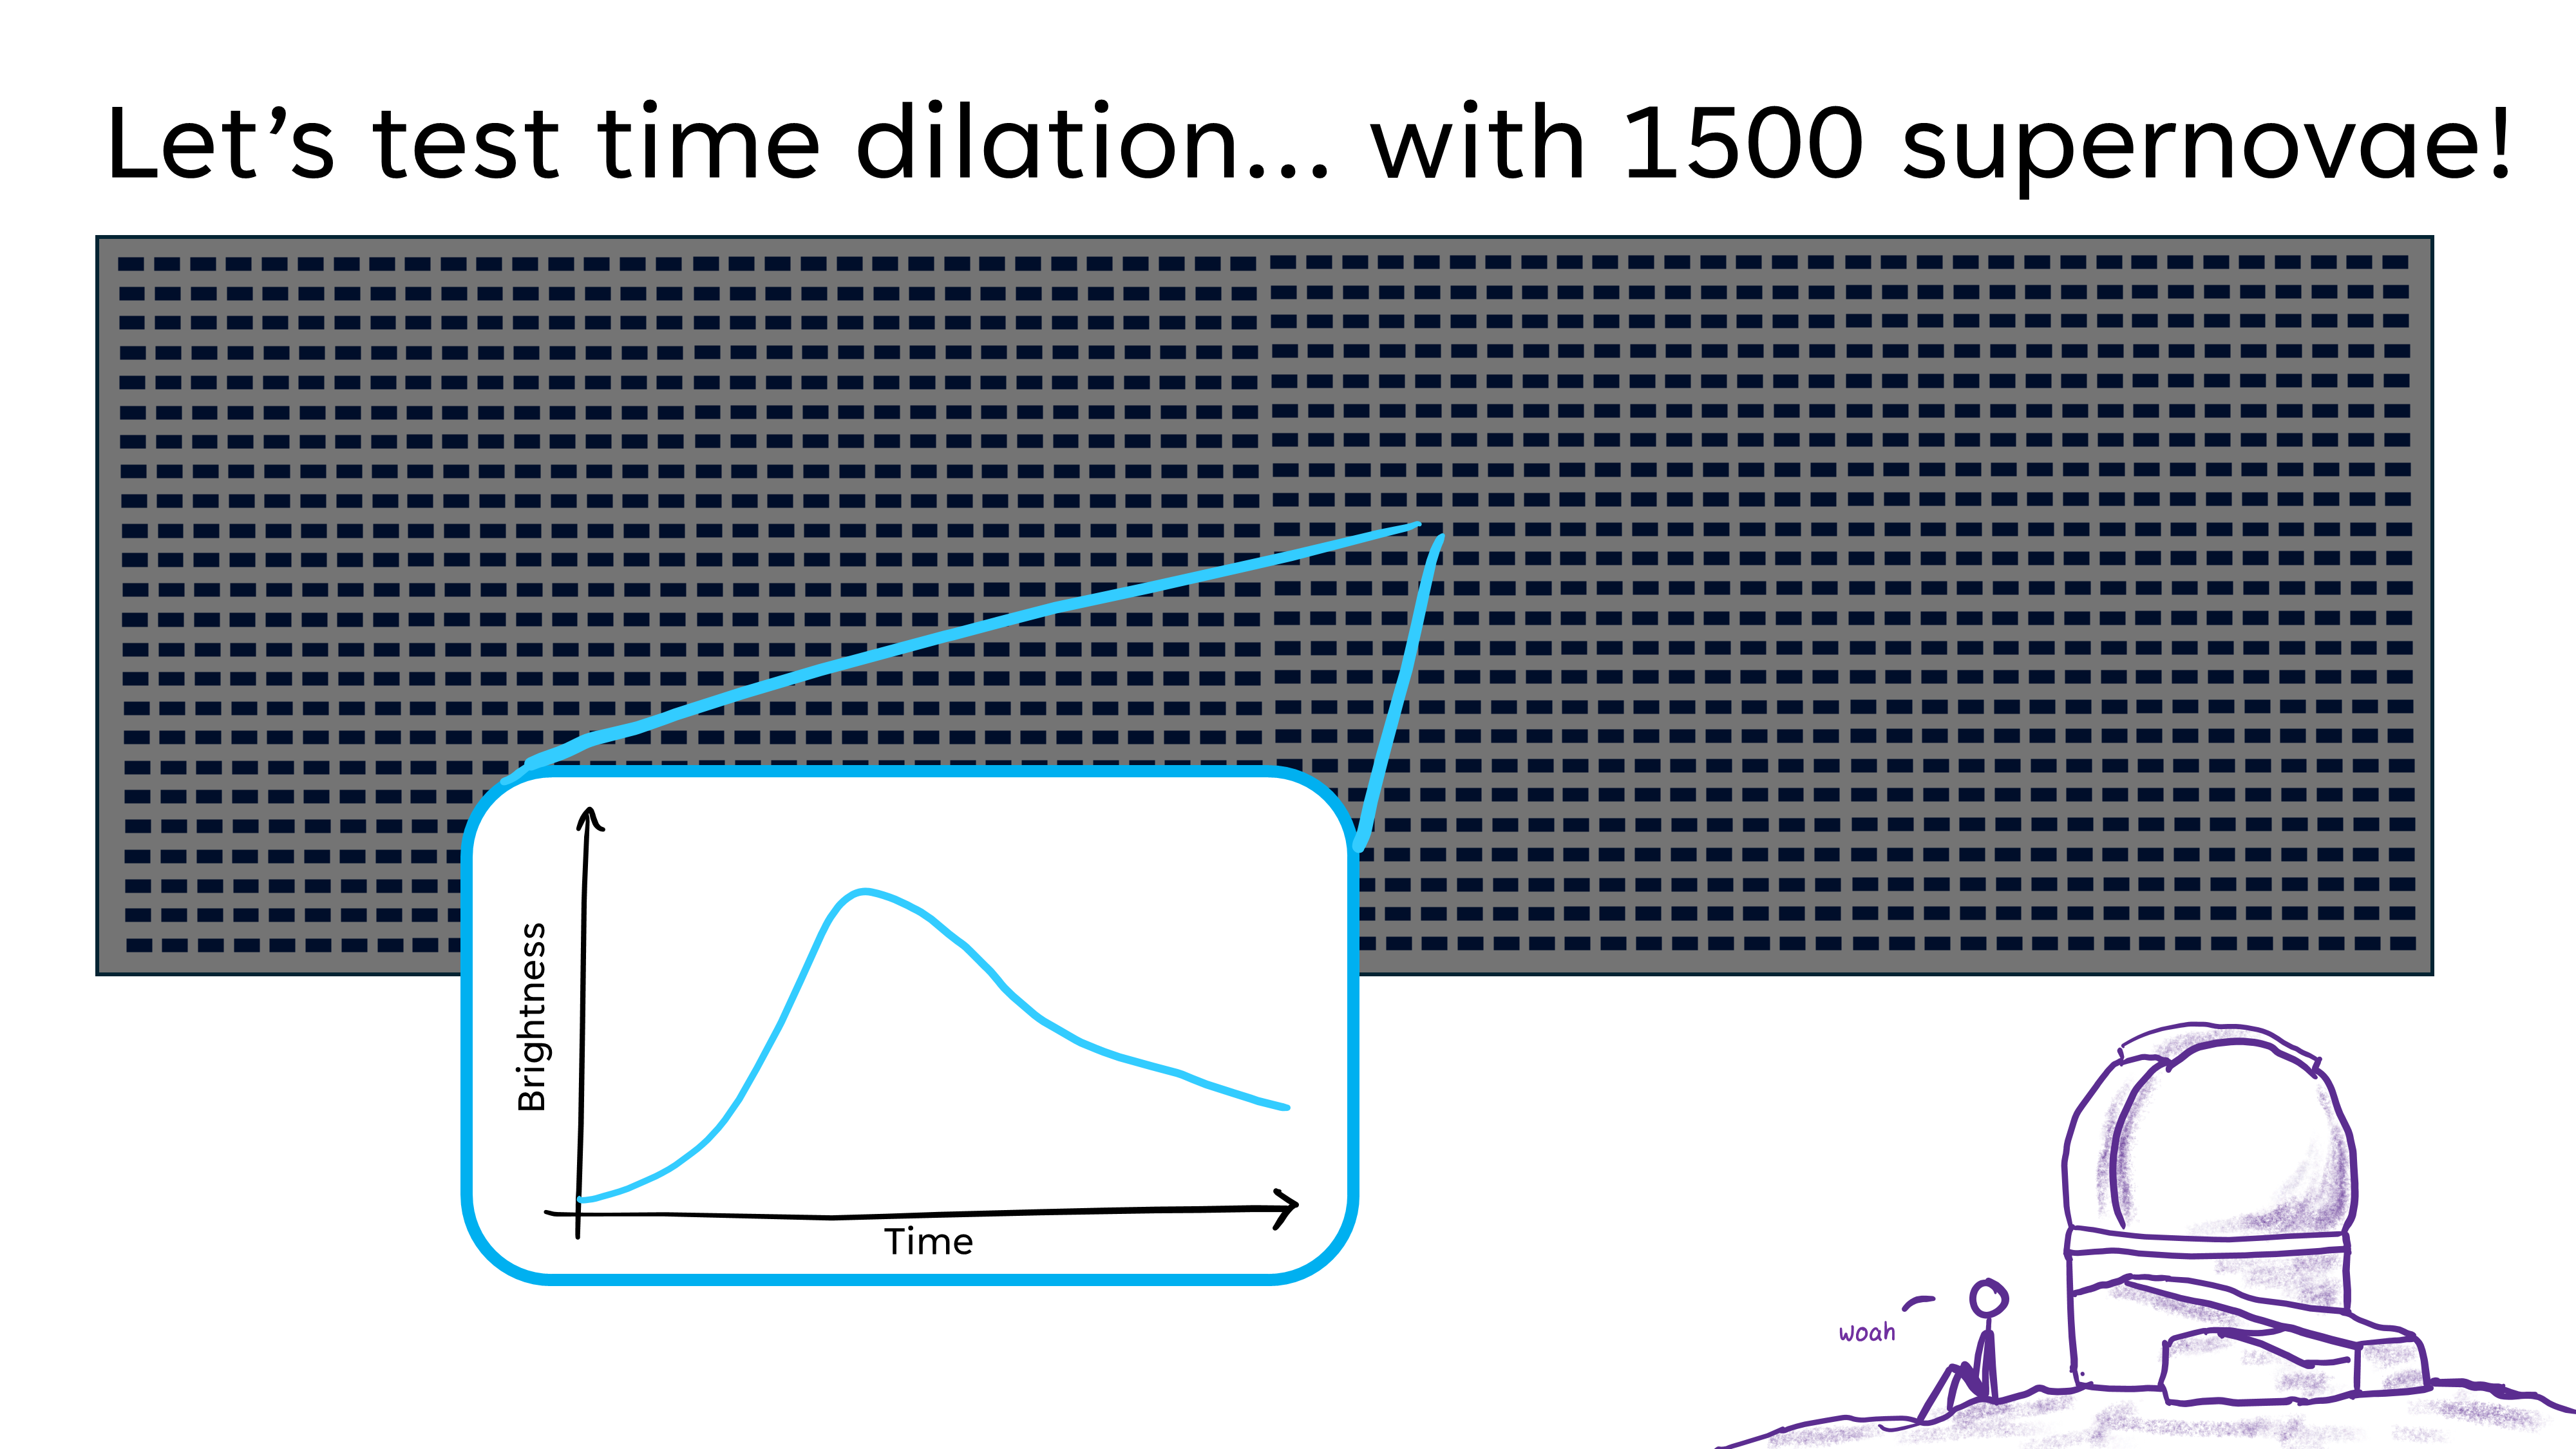 Let’s test time dilation... with 1500 supernovae!
Brightness
Time
woah